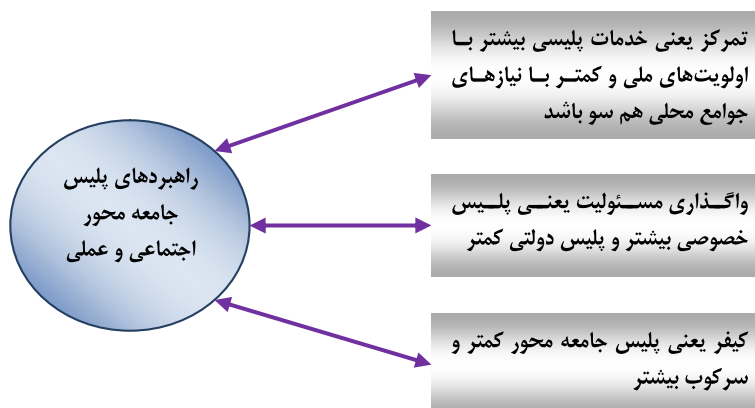 تمرکز یعنی خدمات پلیسی بیشتر با
اولویت‌های ملی و کمتر با نیازهای
جوامع محلی هم سو باشد
راهبردهای پلیس
جامعه محور
اجتماعی و عملی
واگذاری مسئولیت یعنی پلیس
خصوصی بیشتر و پلیس دولتی کمتر
کیفر یعنی پلیس جامعه محور کمتر و
سرکوب بیشتر